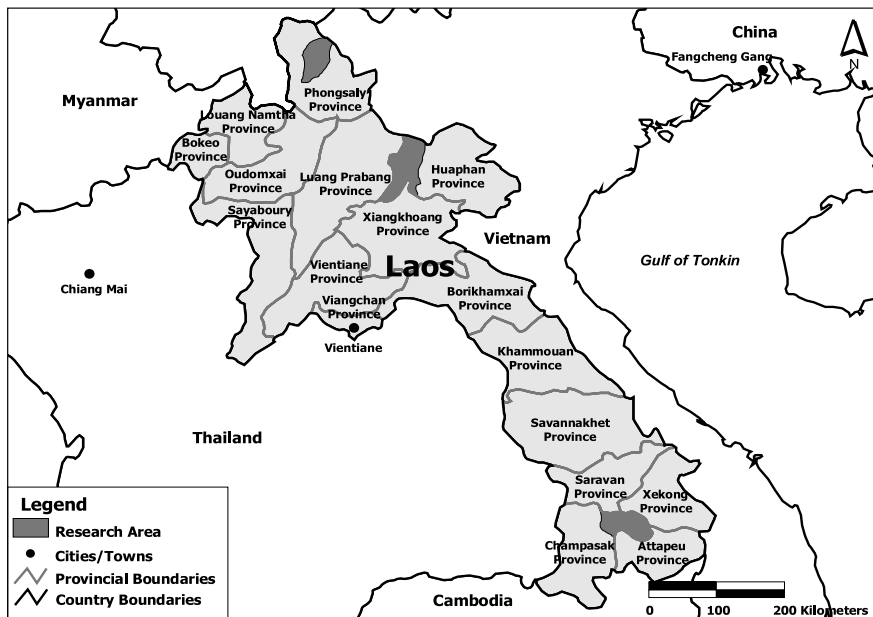 China
Fangcheng Gang
N
Myanmar
Phongsaly
Province
Louang Namtha
Province
Bokeo
Province
Oudomxai
Province
Luang Prabang
Province
Huaphan
Province
Sayaboury
Province
Xiangkhoang
Province
Vietnam
Gulf of Tonkin
Laos
Vientiane
Province
Chiang Mai
Borikhamxai
Province
Viangchan
Province
Vientiane
Khammouan
Province
Savannakhet
Province
Thailand
Saravan
Province
Xekong
Province
Champasak
Province
Attapeu
Province
Cambodia
Legend
Research Area
Cities/Towns
Provincial Boundaries
Country Boundaries
0 100 200 Kilometers